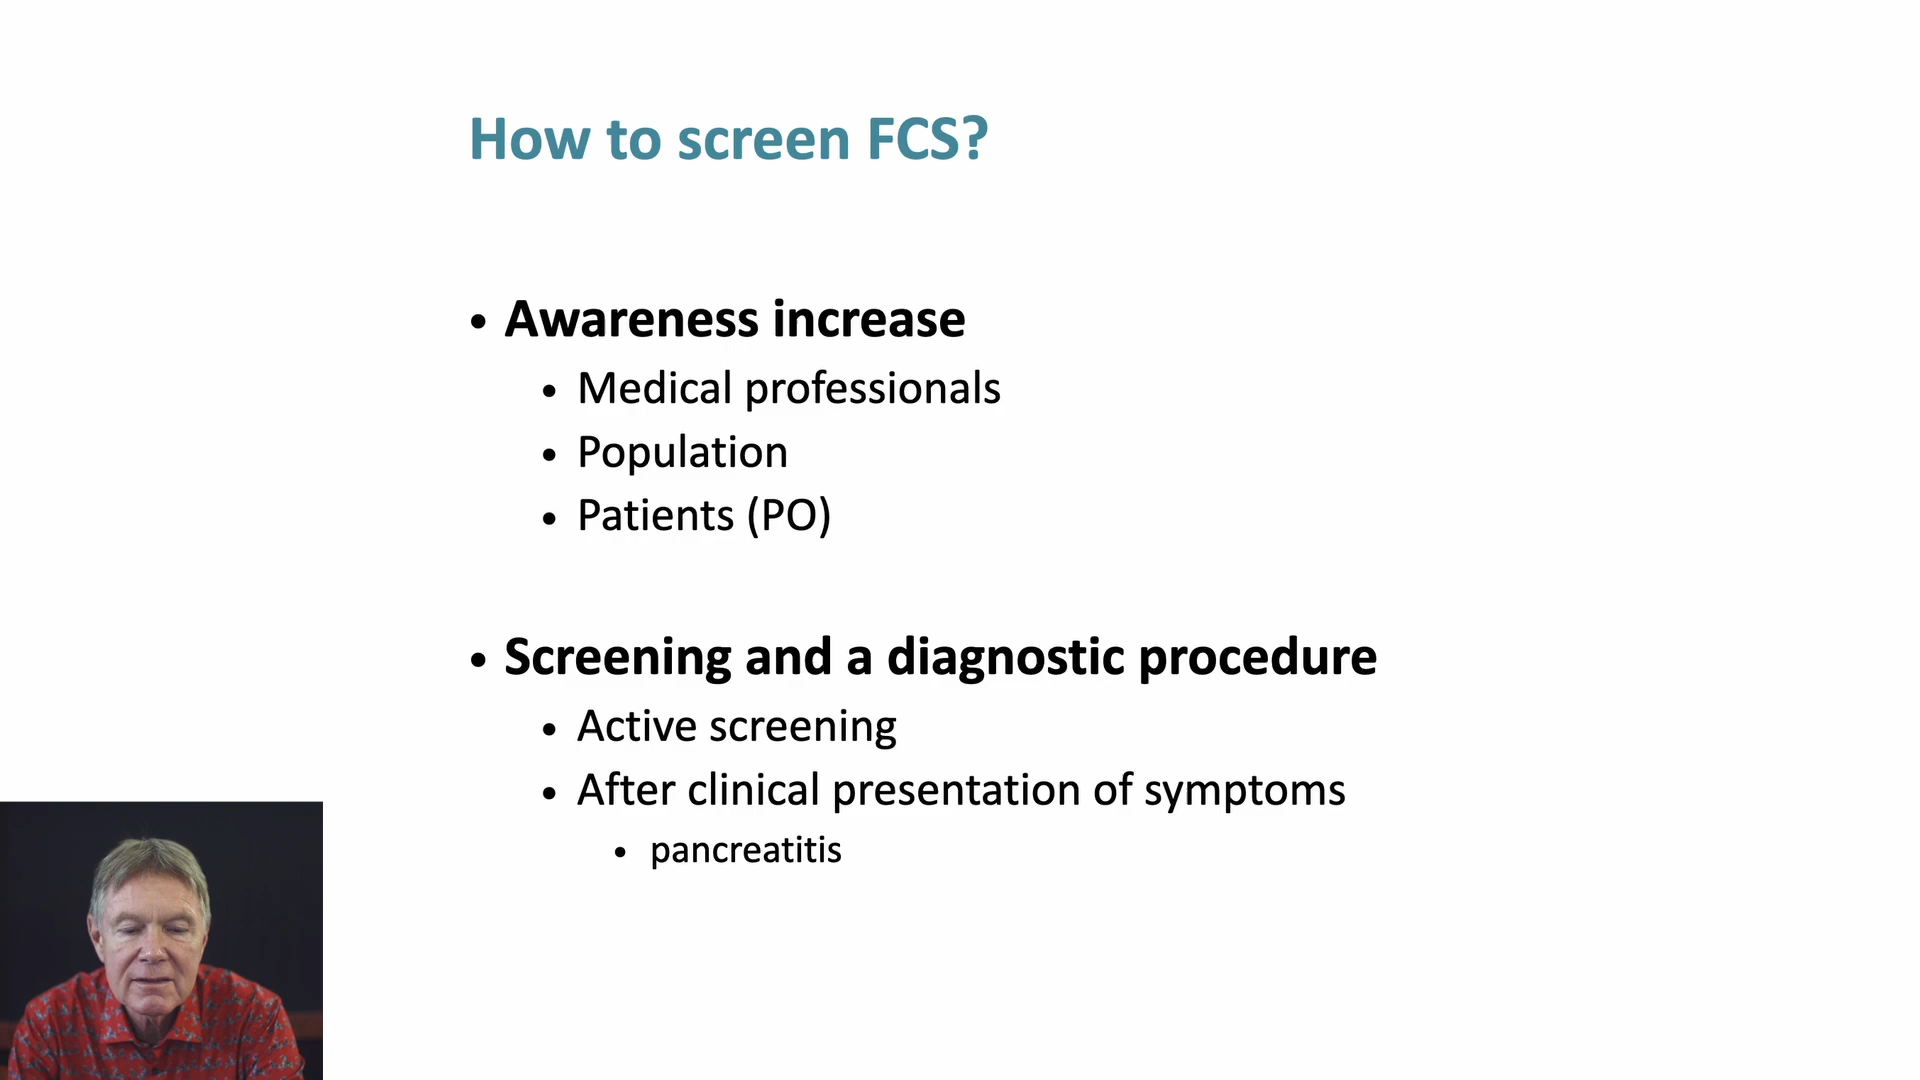 How to screen FCS?
• Awareness increase
• Medical professionals
• Population
• Patients (PO)
• Screening and a diagnostic procedure
• Active screening
• After clinical presentation of symptoms
• pancreatitis